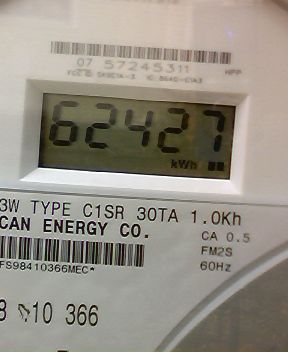 07 57245311 HPP
62427
kWh
3W TYPE C1SR 30TA 1.0Kh
CAN ENERGY CO. CA 0.5
FM2S
FS98410366MEC* 60Hz
10 366